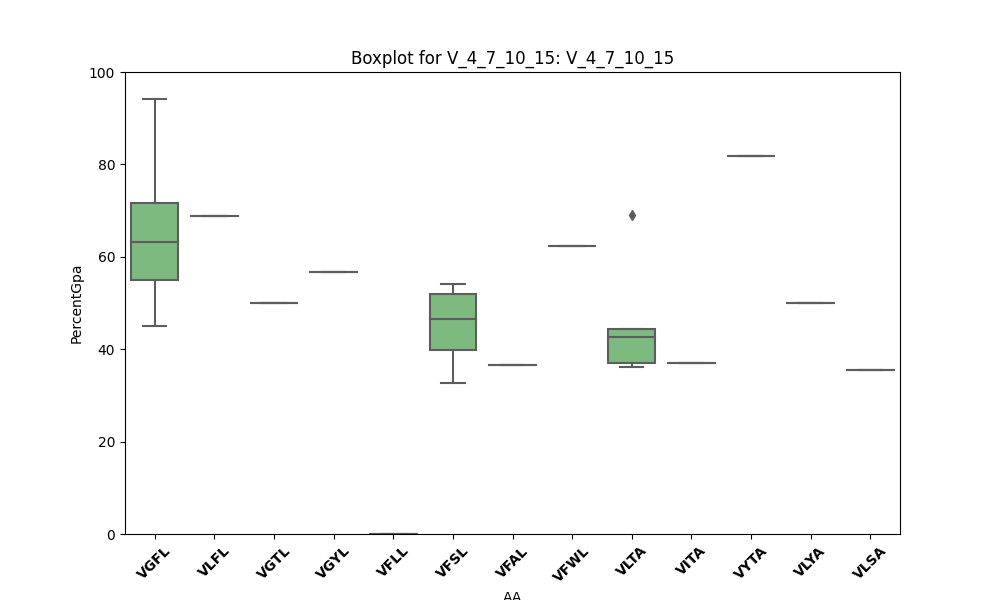 Boxplot for V_4_7_10_15: V_4_7_10_15
100
80
60
40
20
0
PercentGpa
VGFL
VLFL
VGTL
VGYL
VFLL
VFSL
VFAL
VFWL
VLTA
VITA
VYTA
VLYA
VLSA
AA